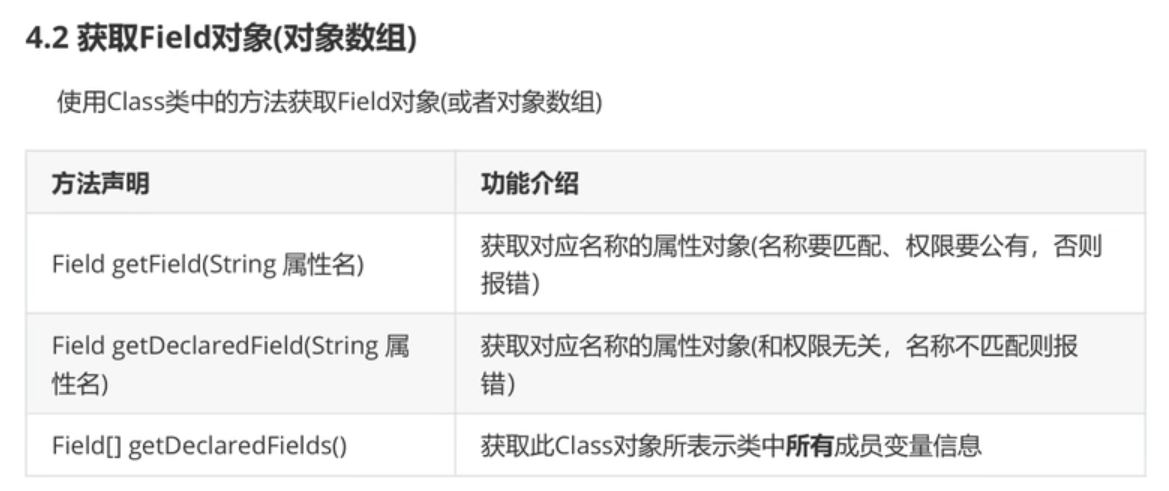 4.2 获取Field对象(对象数组)
使用Class类中的方法获取Field对象(或者对象数组)
方法声明
功能介绍
Field getField(String 属性名)
获取对应名称的属性对象(名称要匹配、权限要公有，否则
报错）
Field getDeclaredField(String 属
性名)
获取对应名称的属性对象(和权限无关，名称不匹配则报
错）
Field[] getDeclaredFields()
获取此Class对象所表示类中所有成员变量信息